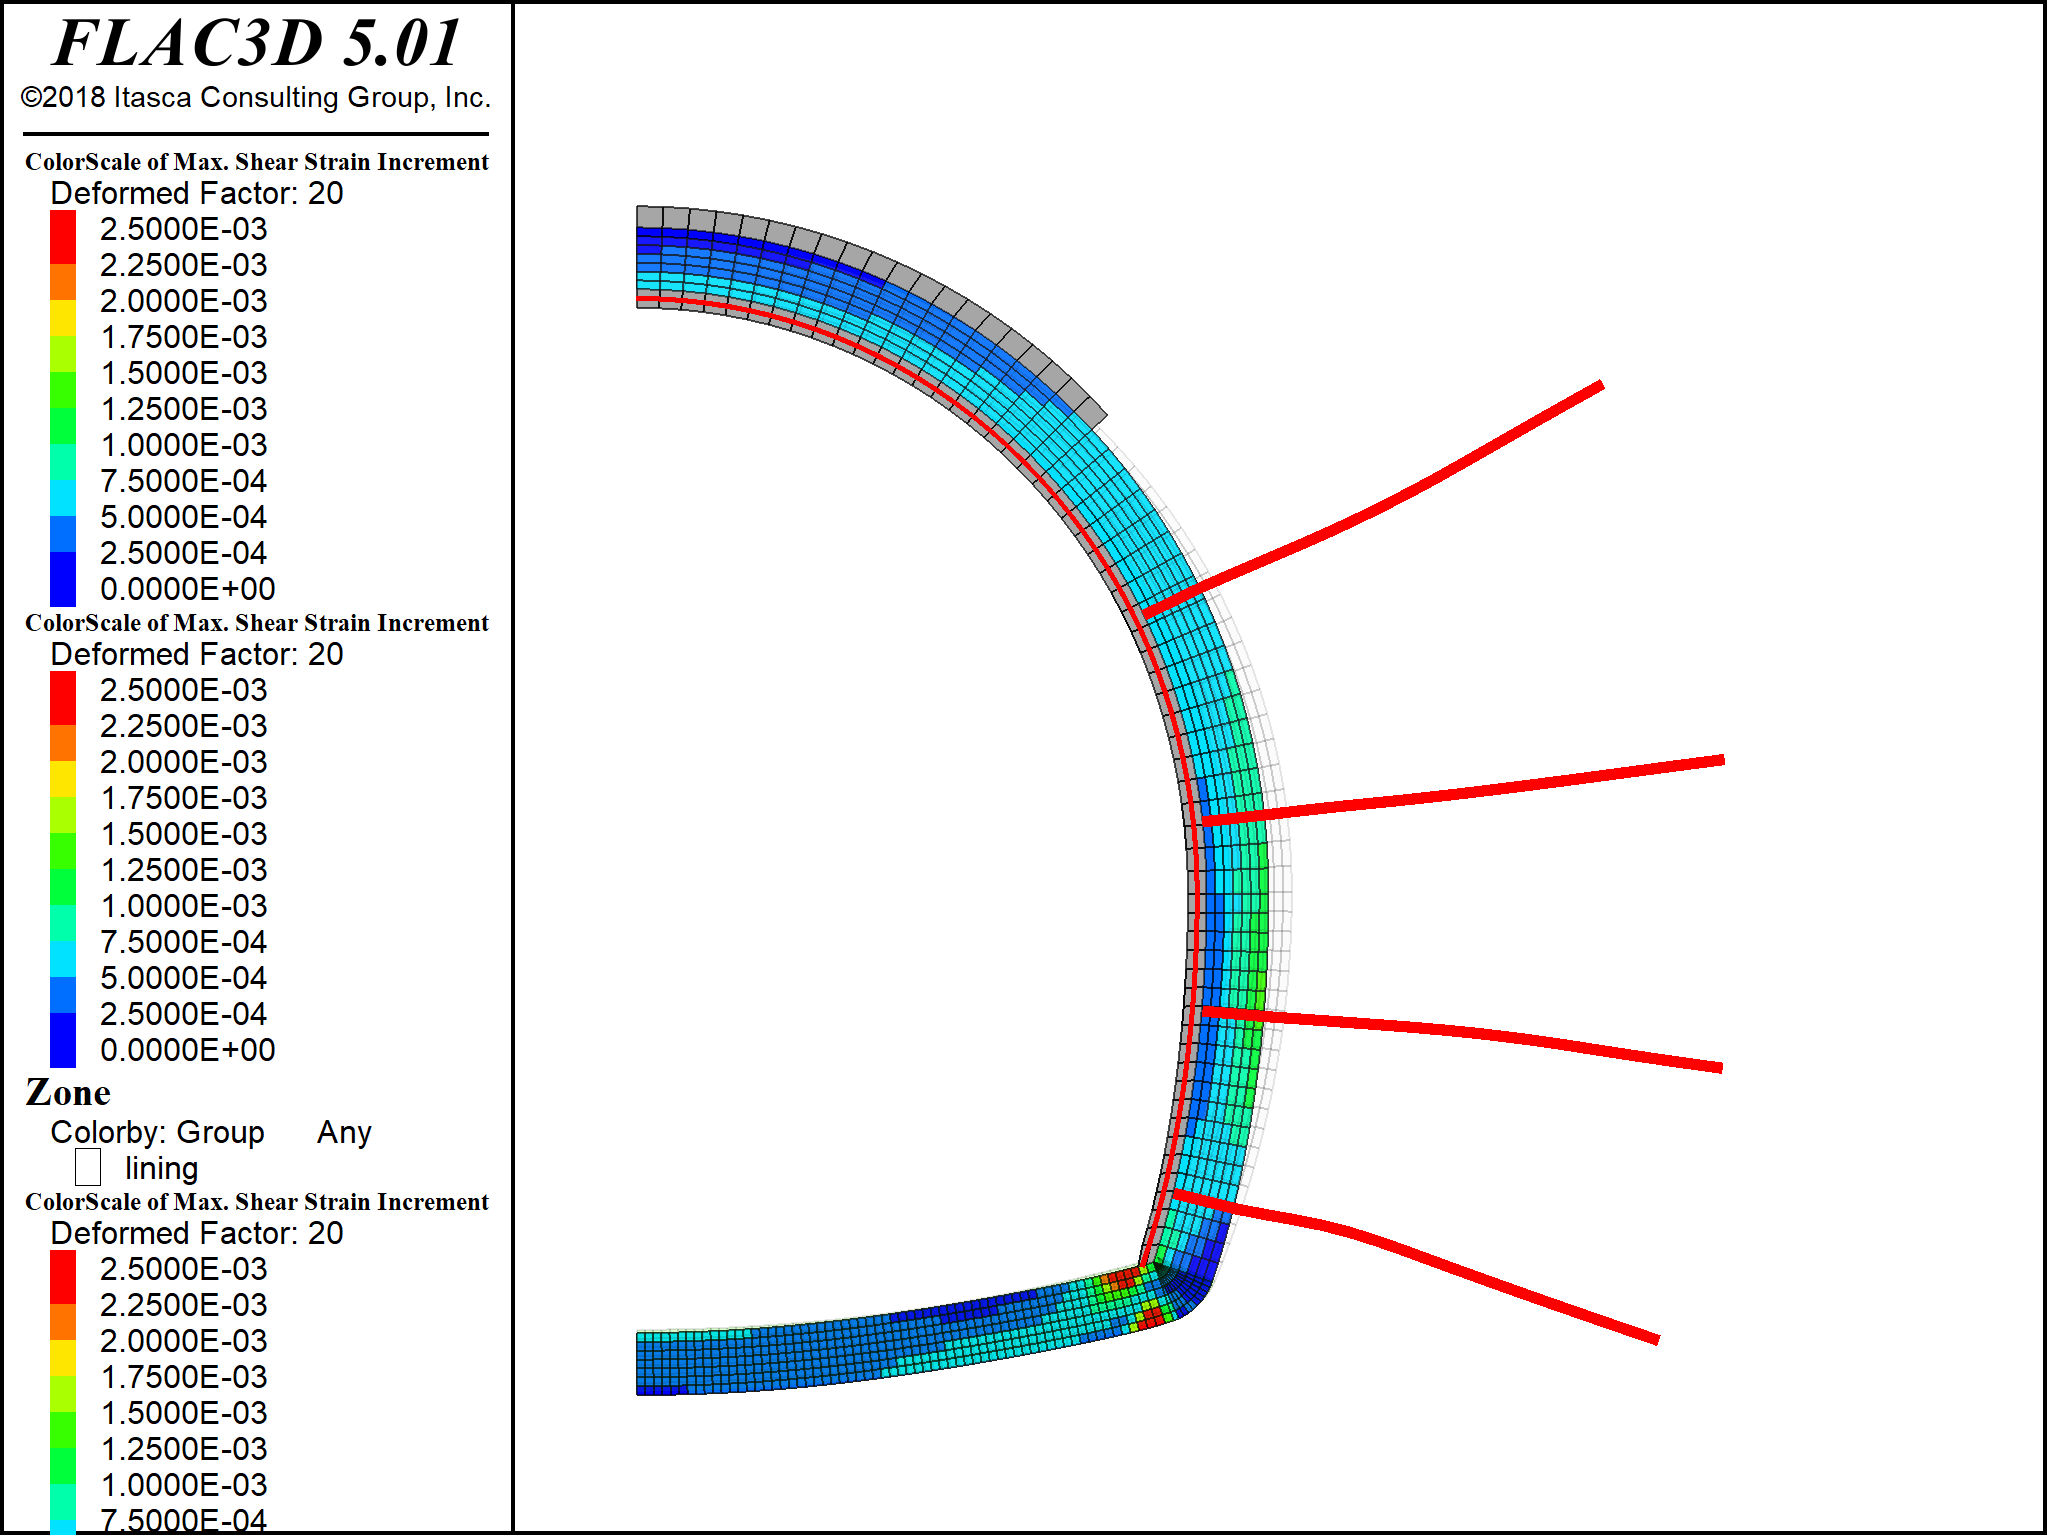 FLAC3D 5.01
©2018 Itasca Consulting Group, Inc.
ColorScale of Max. Shear Strain Increment
Deformed Factor: 20
2.5000E-03
2.2500E-03
2.0000E-03
1.7500E-03
1.5000E-03
1.2500E-03
1.0000E-03
7.5000E-04
5.0000E-04
2.5000E-04
0.0000E+00
ColorScale of Max. Shear Strain Increment
Deformed Factor: 20
2.5000E-03
2.2500E-03
2.0000E-03
1.7500E-03
1.5000E-03
1.2500E-03
1.0000E-03
7.5000E-04
5.0000E-04
2.5000E-04
0.0000E+00
Zone
Colorby: Group Any
lining
ColorScale of Max. Shear Strain Increment
Deformed Factor: 20
2.5000E-03
2.2500E-03
2.0000E-03
1.7500E-03
1.5000E-03
1.2500E-03
1.0000E-03
7.5000E-04